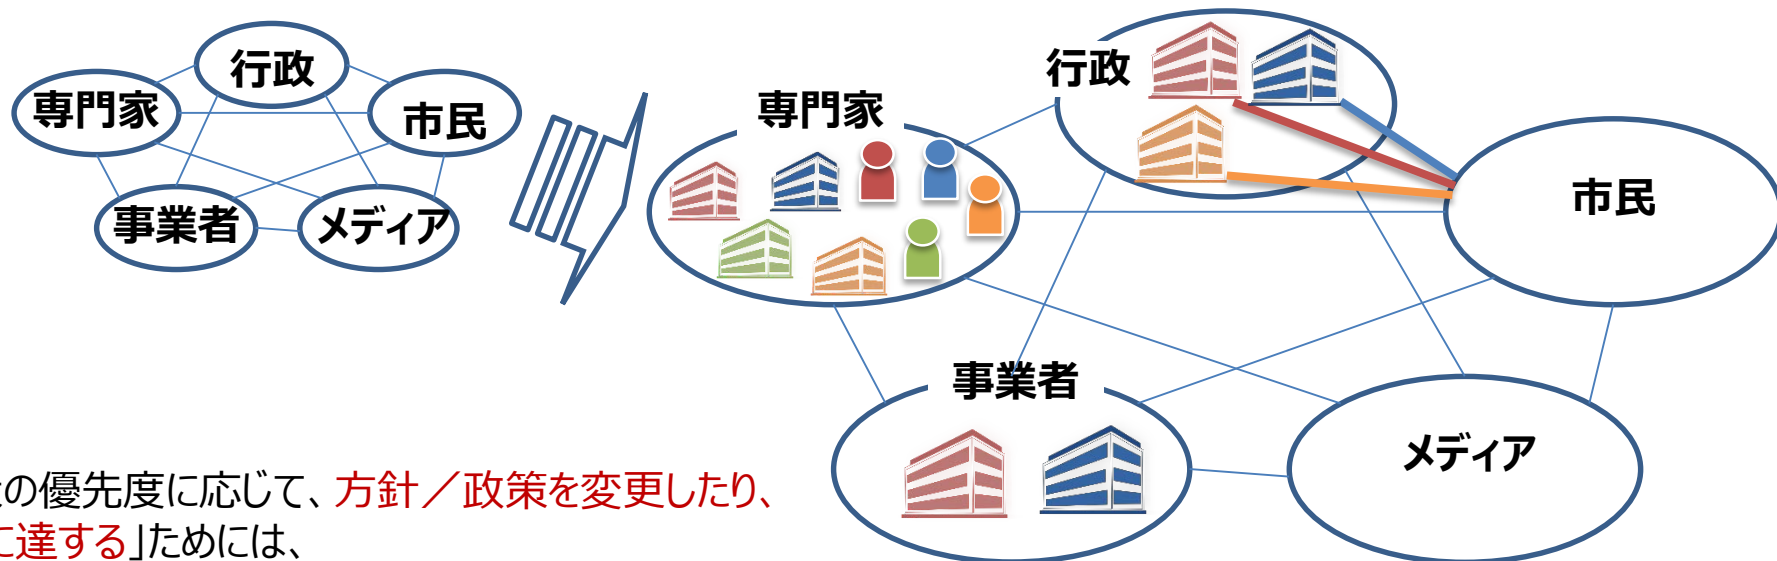 行政
専門家
市民
事業者
メディア
行政
専門家
市民
事業者
メディア
の優先度に応じて、方針／政策を変更したり、
に達する」ためには、